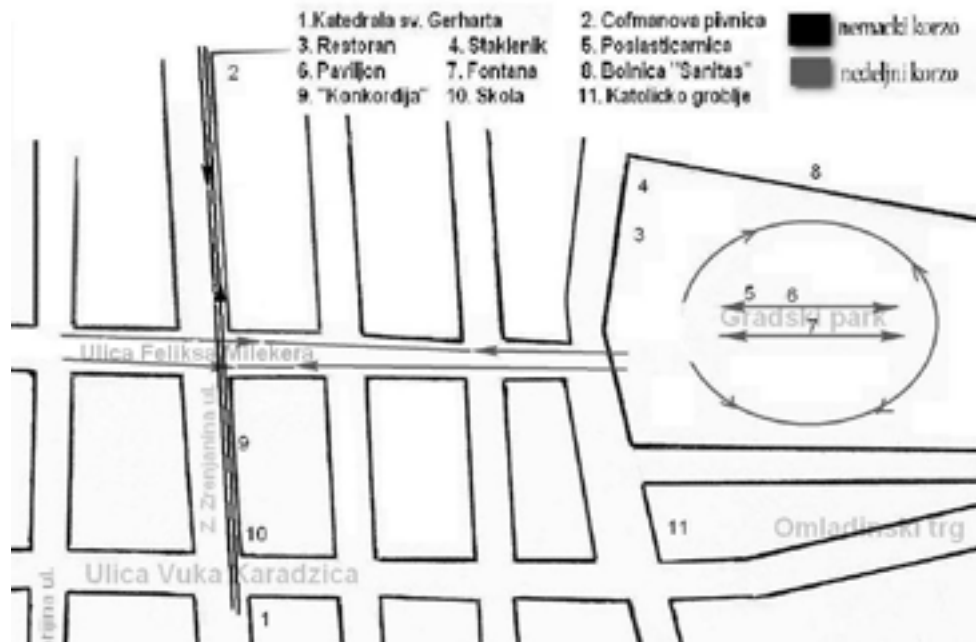 1.Katedrala sv. Gerharta 2. Cofmanova pivnica
3. Restoran 4. Staklenik 5. Poslasticarnica
6. Paviljon 7. Fontana 8. Bolnica "Sanitas"
9. "Konkordija" 10. Skola 11. Katolicko groblje
nemacki korzo
nedeljni korzo
2
8
4
3
5 6
Gradski park
7
Ulica Feliksa Milekera
Z. Zrenjanina ul.
9
10
11
Omladinski trg
Ulica Vuka Karadzica
1